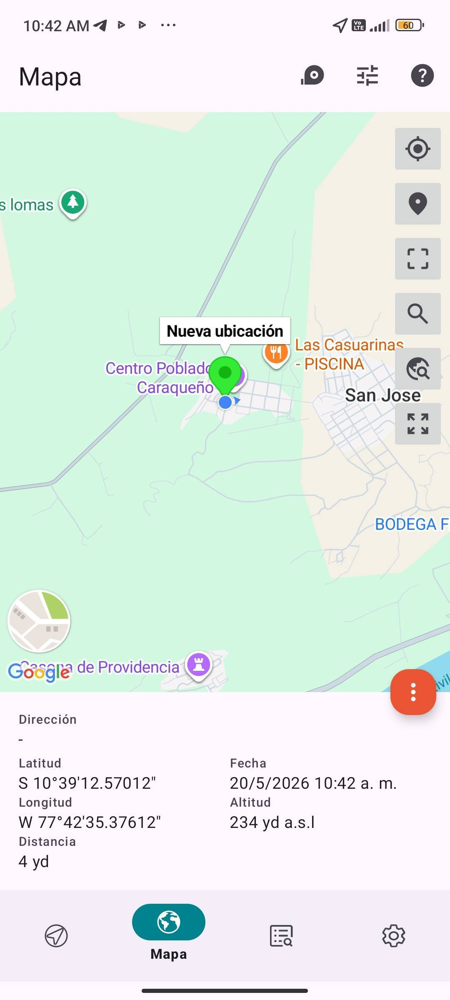 10:42 AM
Vo
LTE
60
Mapa
s lomas
Nueva ubicación
Las Casuarinas
- PISCINA
Centro Poblado
Caraqueño
San Jose
BODEGA F
de Providencia
Google
Dirección
-
Latitud
S 10°39'12.57012"
Fecha
20/5/2026 10:42 a. m.
Longitud
W 77°42'35.37612"
Altitud
234 yd a.s.l
Distancia
4 yd
Mapa